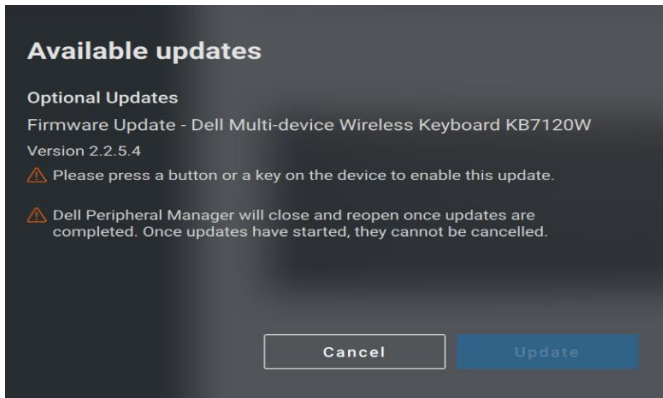 Available updates
Optional Updates
Firmware Update - Dell Multi-device Wireless Keyboard KB7120W
Version 2.2.5.4
Please press a button or a key on the device to enable this update.
Dell Peripheral Manager will close and reopen once updates are
completed. Once updates have started, they cannot be cancelled.
Cancel
Update